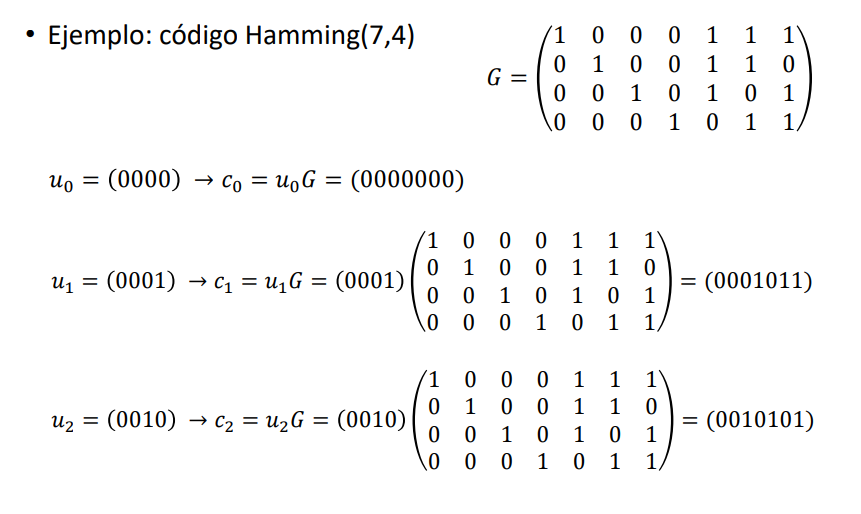 • Ejemplo: código Hamming(7,4)
G = (1 0 0 0 1 1 1
0 1 0 0 1 1 0
0 0 1 0 1 0 1
0 0 0 1 0 1 1)
u₀ = (0000) → c₀ = u₀G = (0000000)
u₁ = (0001) → c₁ = u₁G = (0001) (1 0 0 0 1 1 1
0 1 0 0 1 1 0
0 0 1 0 1 0 1
0 0 0 1 0 1 1) = (0001011)
u₂ = (0010) → c₂ = u₂G = (0010) (1 0 0 0 1 1 1
0 1 0 0 1 1 0
0 0 1 0 1 0 1
0 0 0 1 0 1 1) = (0010101)